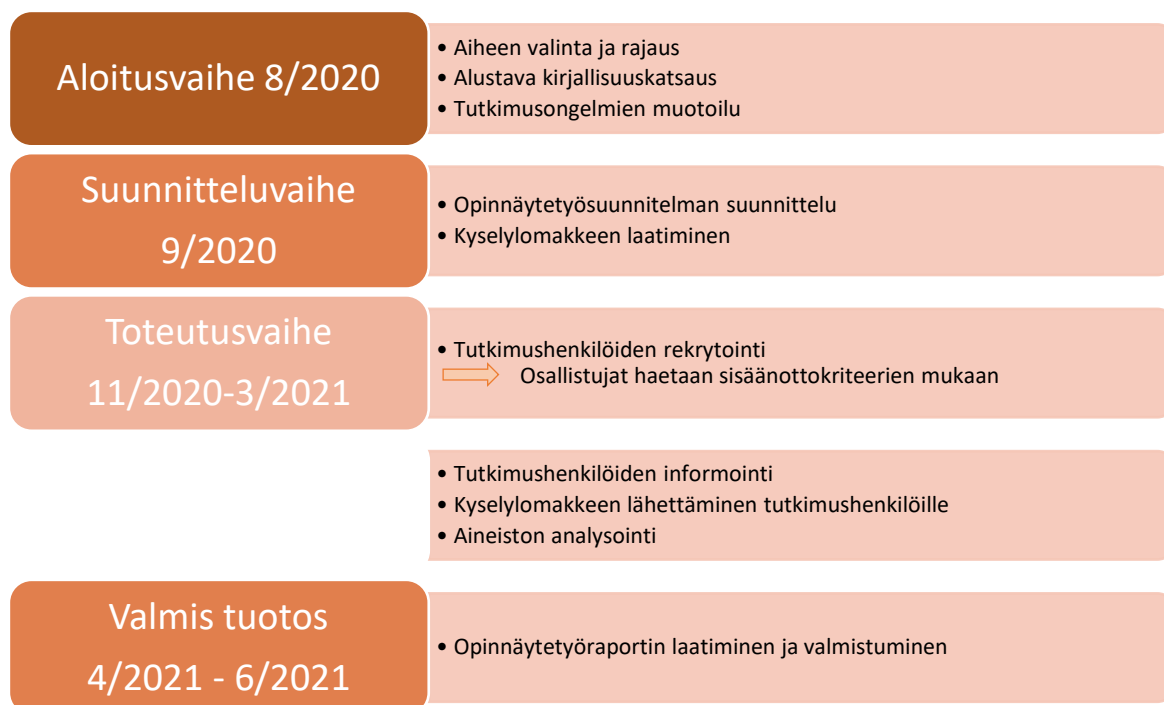 Aloitusvaihe 8/2020
• Aiheen valinta ja rajaus
• Alustava kirjallisuuskatsaus
• Tutkimusongelmien muotoilu
Suunnitteluvaihe
9/2020
• Opinnäytetyösuunnitelman suunnittelu
• Kyselylomakkeen laatiminen
Toteutusvaihe
11/2020-3/2021
• Tutkimushenkilöiden rekrytointi
Osallistujat haetaan sisäänottokriteerien mukaan
• Tutkimushenkilöiden informointi
• Kyselylomakkeen lähettäminen tutkimushenkilöille
• Aineiston analysointi
Valmis tuotos
4/2021 - 6/2021
• Opinnäytetyöraportin laatiminen ja valmistuminen